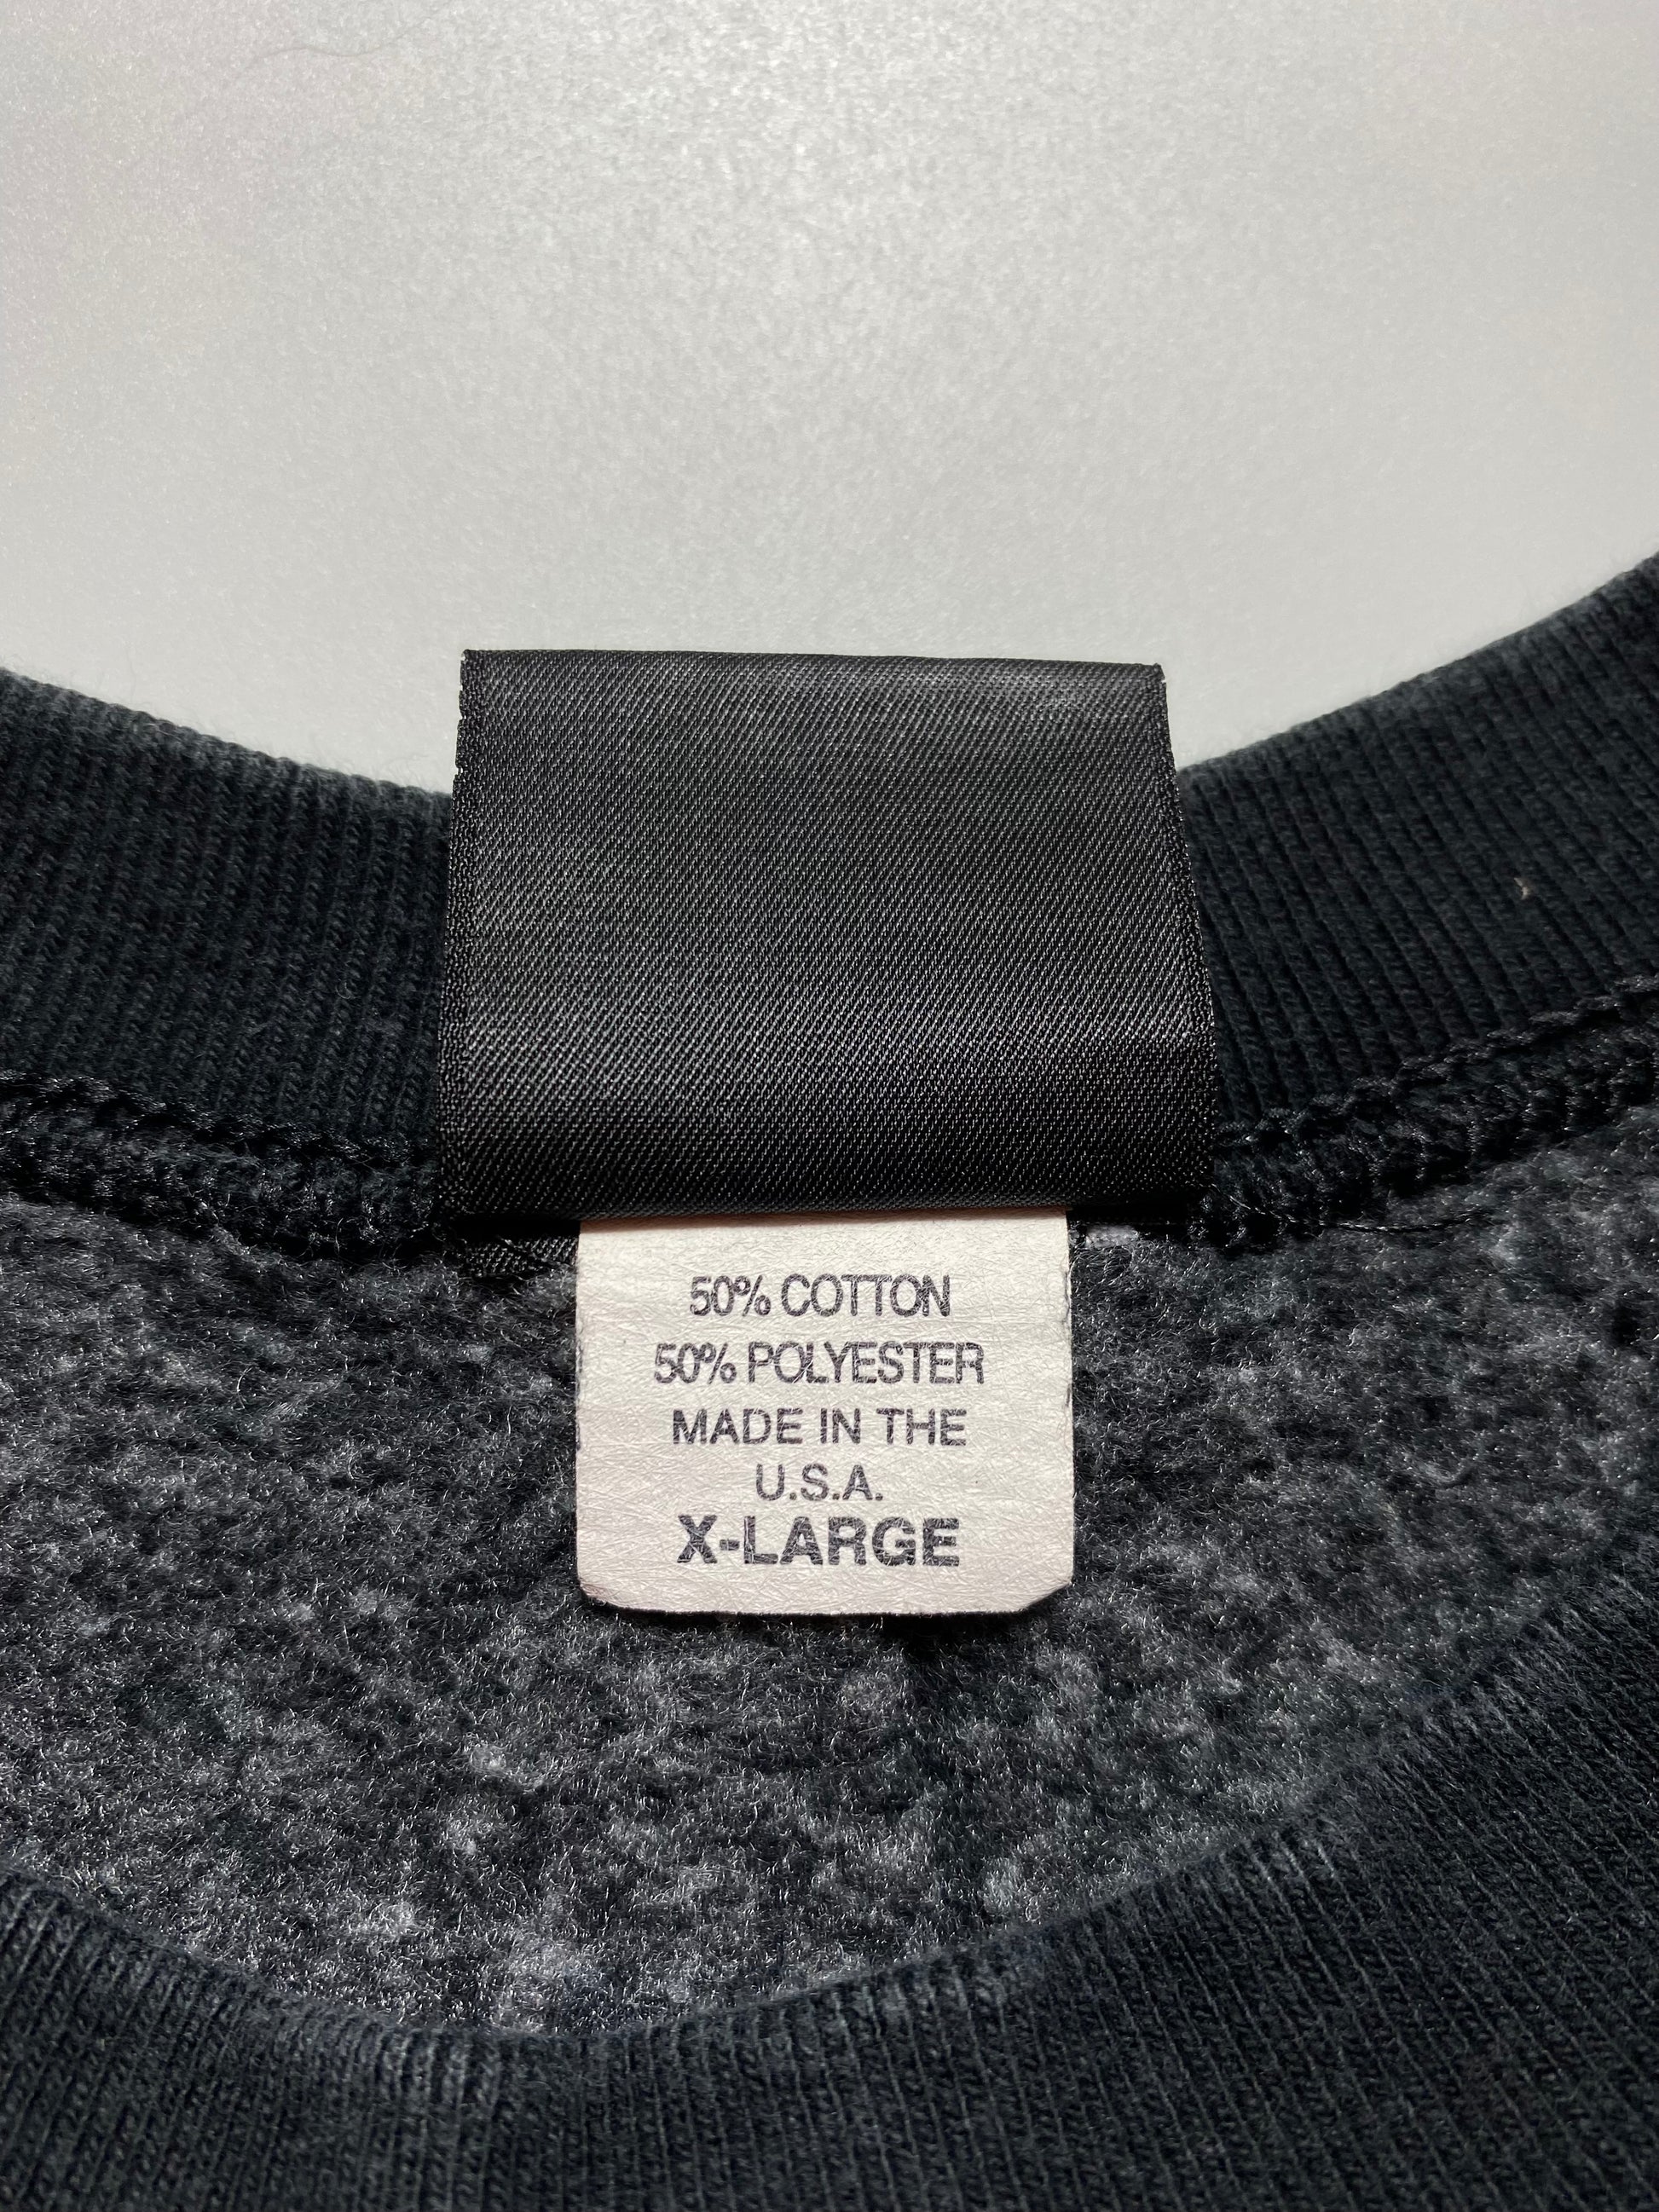 50% COTTON
50% POLYESTER
MADE IN THE
U.S.A.
X-LARGE